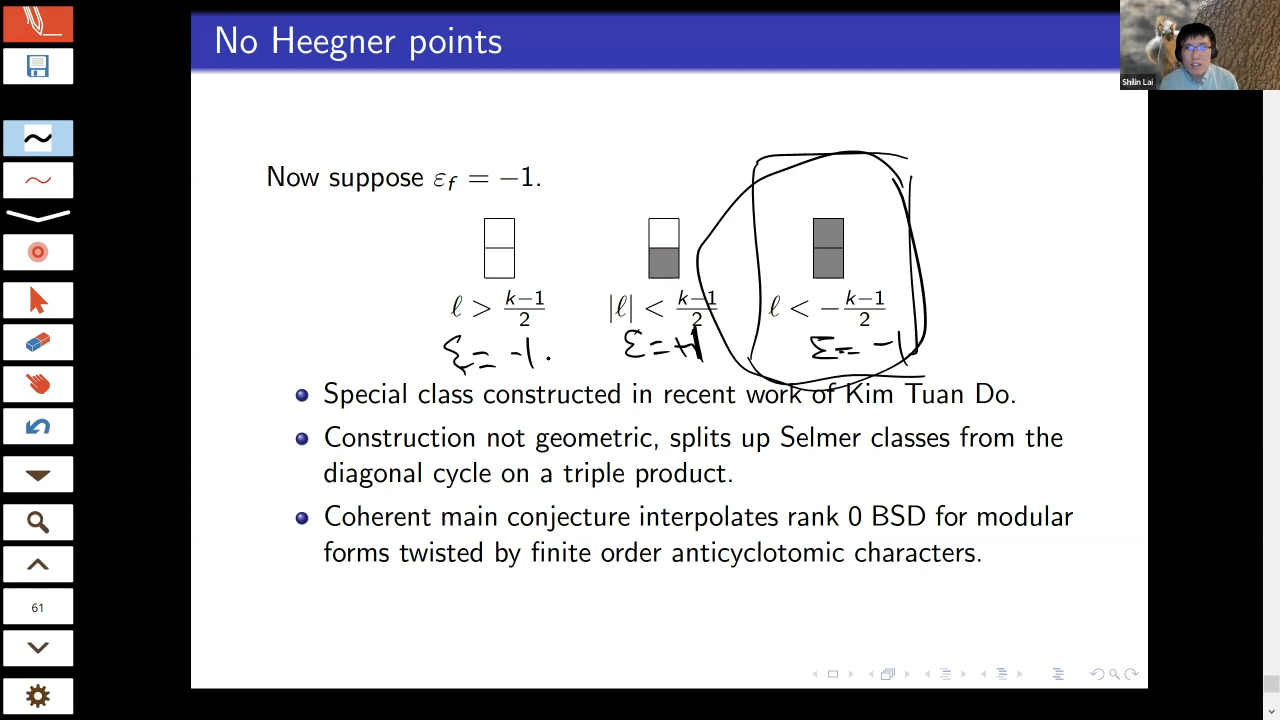 No Heegner points
Shilin Lai
Now suppose ε_f = −1.
ℓ > (k−1)/2
|ℓ| < (k−1)/2
ℓ < −(k−1)/2
ε = −1.
ε = +1
ε = −1
Special class constructed in recent work of Kim Tuan Do.
Construction not geometric, splits up Selmer classes from the
diagonal cycle on a triple product.
Coherent main conjecture interpolates rank 0 BSD for modular
forms twisted by finite order anticyclotomic characters.
61